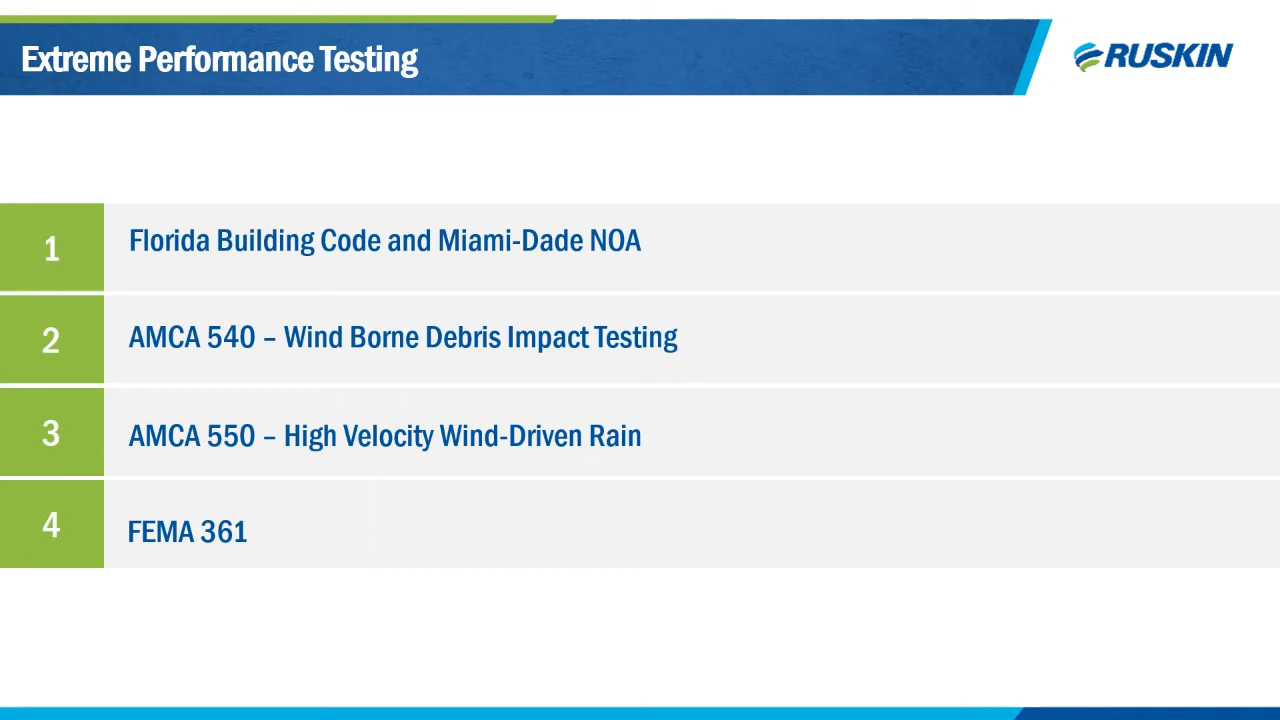 Extreme Performance Testing
RUSKIN
1
Florida Building Code and Miami-Dade NOA
2
AMCA 540 – Wind Borne Debris Impact Testing
3
AMCA 550 – High Velocity Wind-Driven Rain
4
FEMA 361